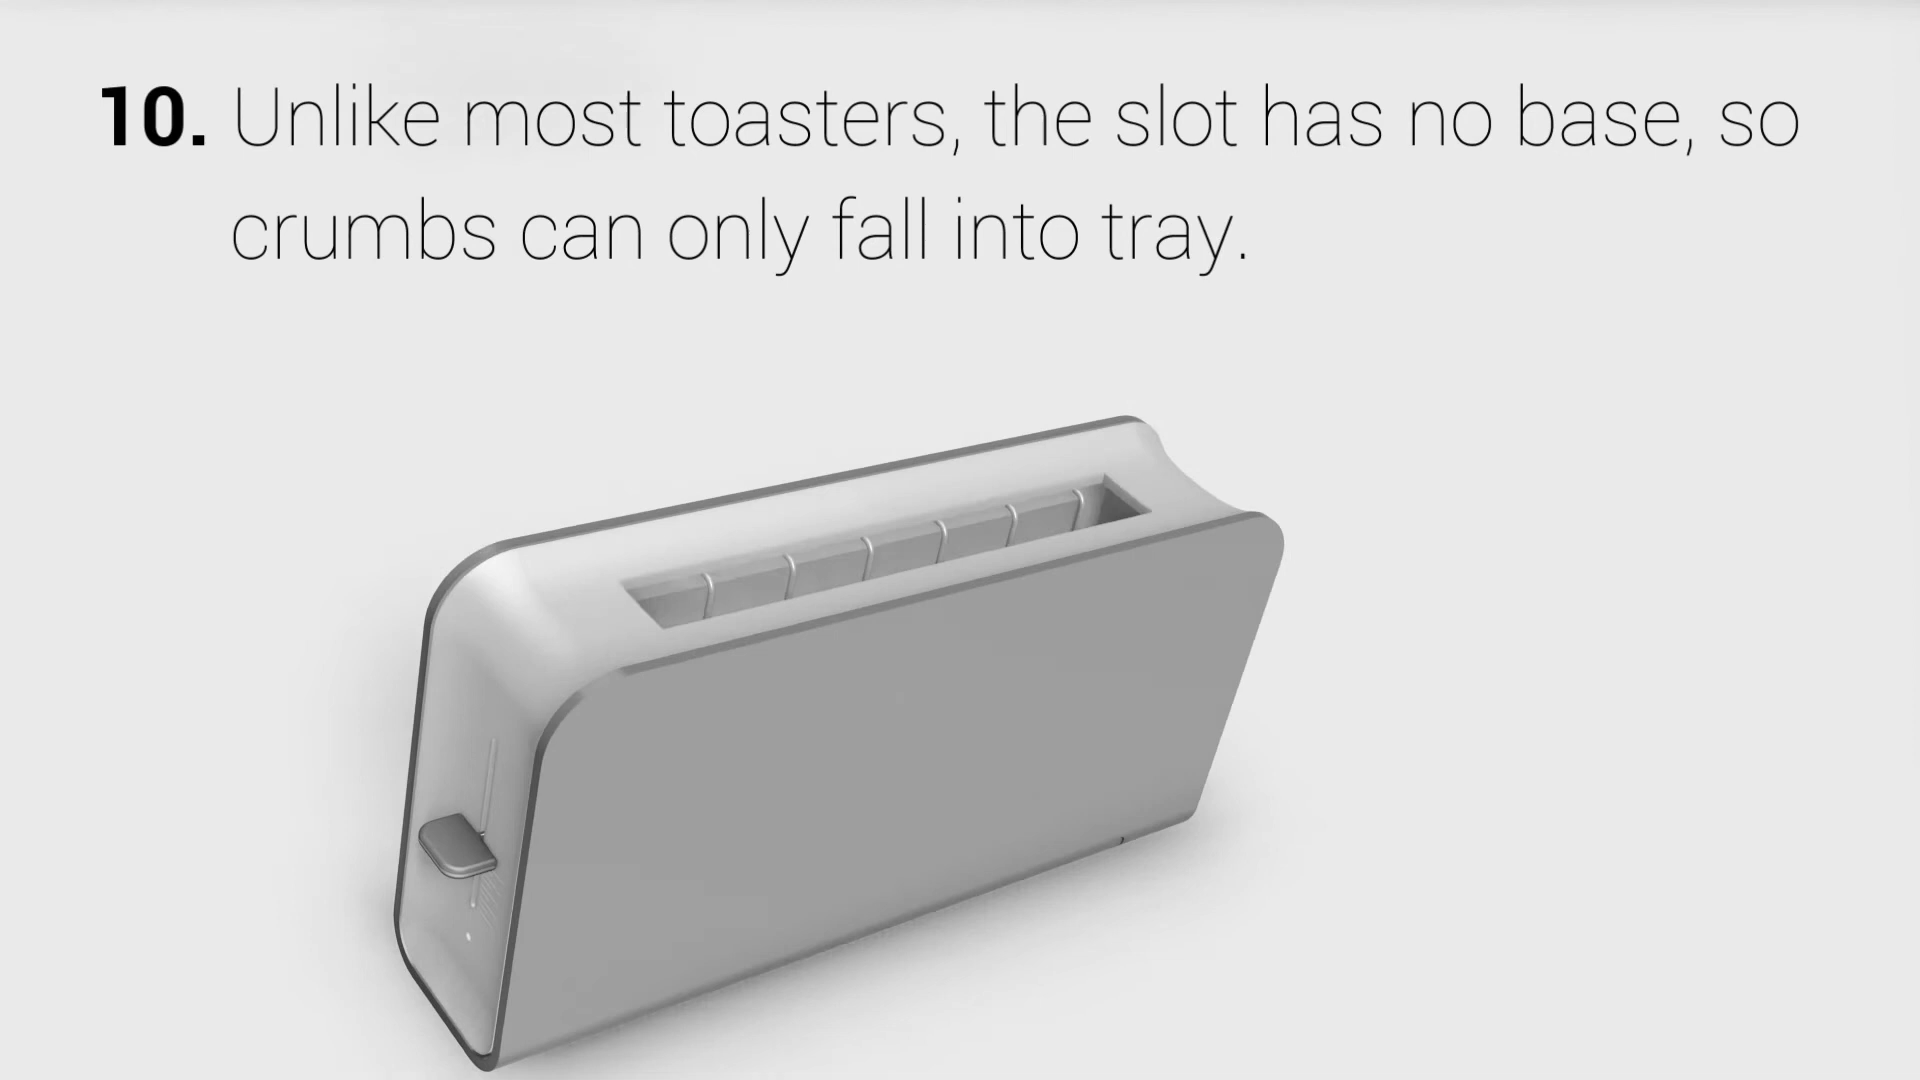 10. Unlike most toasters, the slot has no base, so
crumbs can only fall into tray.